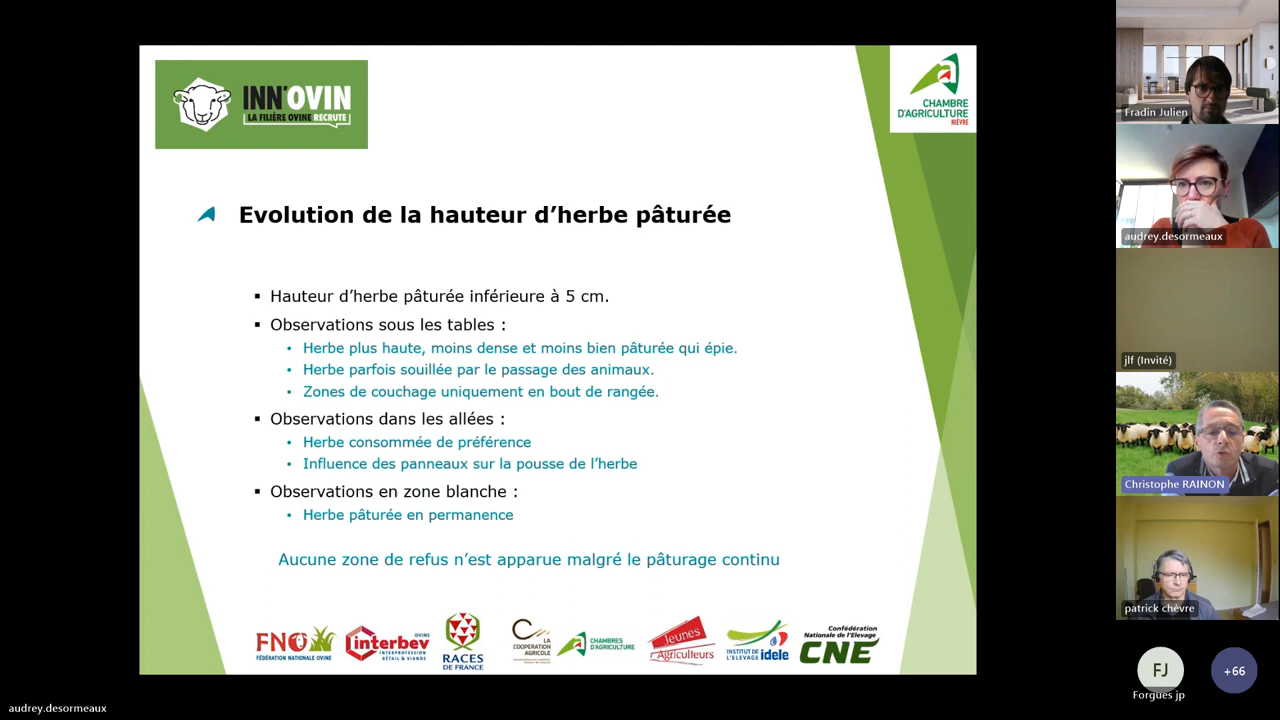 INN'OVIN
LA FILIÈRE OVINE RECRUTE
CHAMBRE
D'AGRICULTURE
NIÈVRE
Evolution de la hauteur d’herbe pâturée
▪ Hauteur d’herbe pâturée inférieure à 5 cm.
▪ Observations sous les tables :
• Herbe plus haute, moins dense et moins bien pâturée qui épie.
• Herbe parfois souillée par le passage des animaux.
• Zones de couchage uniquement en bout de rangée.
▪ Observations dans les allées :
• Herbe consommée de préférence
• Influence des panneaux sur la pousse de l’herbe
▪ Observations en zone blanche :
• Herbe pâturée en permanence
Aucune zone de refus n’est apparue malgré le pâturage continu
FNO
FÉDÉRATION NATIONALE OVINE
OVINS
interbev
INTERPROFESSION
BÉTAIL & VIANDE
RACES
DE FRANCE
LA
COOPÉRATION
AGRICOLE
CHAMBRES
D'AGRICULTURE
Jeunes
Agriculteurs
INSTITUT DE
L'ELEVAGE idele
Confédération
Nationale de l'Elevage
CNE
Fradin Julien
audrey.desormeaux
jlf (Invité)
Christophe RAINON
patrick chèvre
FJ
+66
Forgues jp
audrey.desormeaux